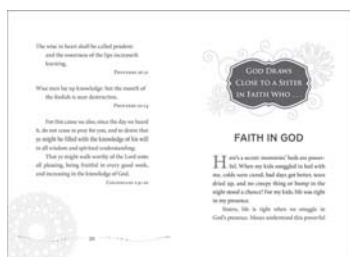 The wise in heart shall be called prudent:
and the sweetness of the lips increaseth
learning.
Proverbs 16:21
Wise men lay up knowledge: but the mouth of
the foolish is near destruction.
Proverbs 10:14
For this cause we also, since the day we heard
it, do not cease to pray for you, and to desire that
ye might be filled with the knowledge of his will
in all wisdom and spiritual understanding;
That ye might walk worthy of the Lord unto
all pleasing, being fruitful in every good work,
and increasing in the knowledge of God.
Colossians 1:9–10
God Draws
Close to a Sister
in Faith Who . . .
FAITH IN GOD
Here's a secret: moments' beds are power-
ful. When my kids snuggled in bed with
me, colds were cured, bad days got better, tears
dried up, and no creepy thing or bump in the
night stood a chance! For my kids, life was right
in my presence.
Sisters, life is right when we snuggle in
God's presence. Moses understood this powerful